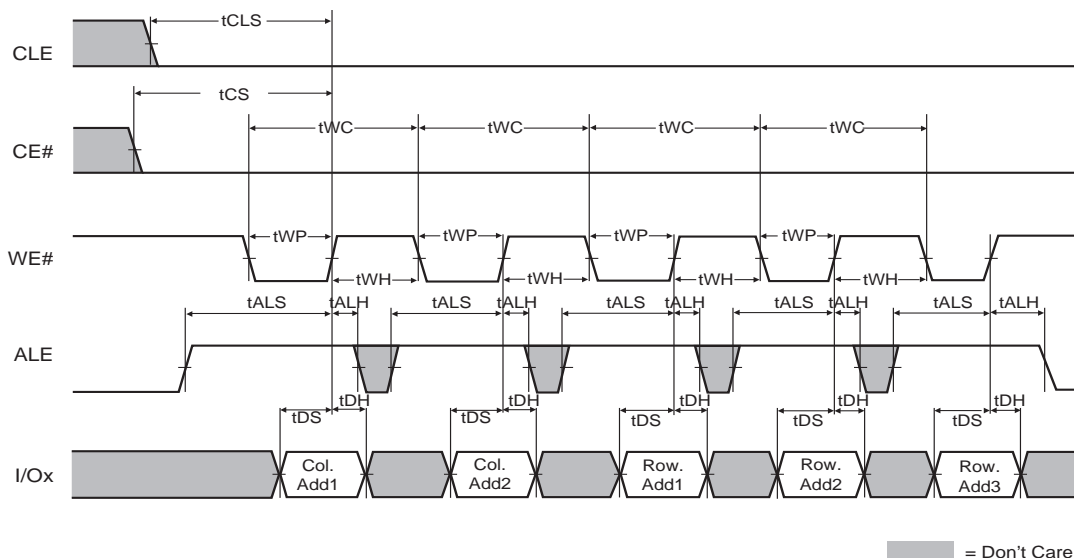 tCLS
CLE
tCS
tWC tWC tWC tWC
CE#
tWP tWP tWP tWP
WE#
tWH tWH tWH tWH
tALS tALH tALS tALH tALS tALH tALS tALH tALS tALH
ALE
tDS tDH tDS tDH tDS tDH tDS tDH tDS tDH
I/Ox
Col. Col. Row. Row. Row.
Add1 Add2 Add1 Add2 Add3
= Don't Care